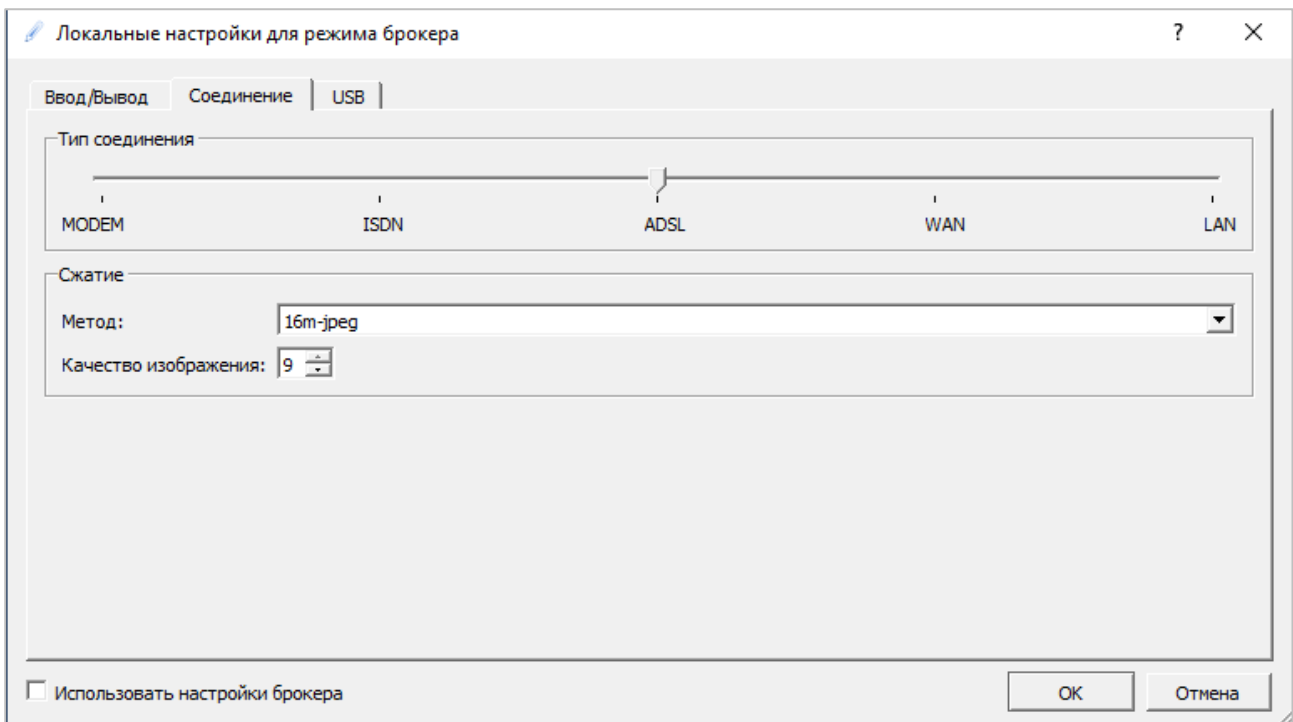 Локальные настройки для режима брокера ?
Ввод/Вывод Соединение USB
Тип соединения
MODEM ISDN ADSL WAN LAN
Сжатие
Метод: 16m-jpeg
Качество изображения: 9
Использовать настройки брокера OK Отмена